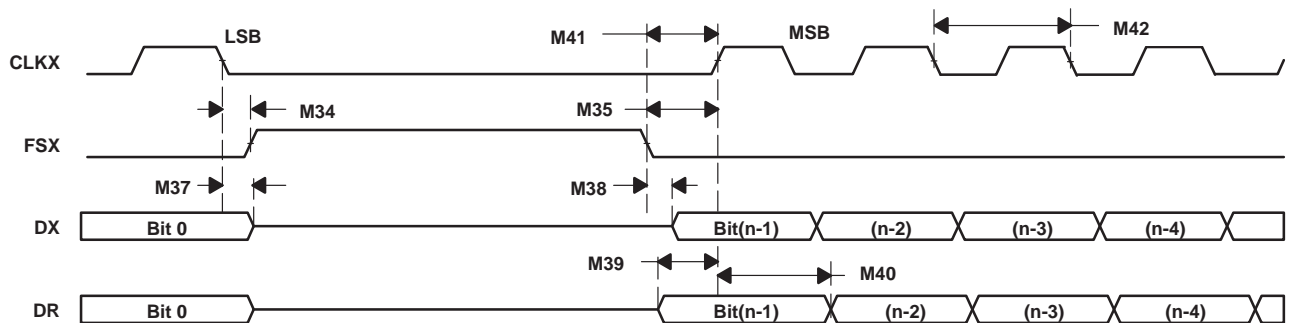 LSB
M41
MSB
M42
CLKX
M34
M35
FSX
M37
M38
DX
Bit 0
Bit(n-1)
(n-2)
(n-3)
(n-4)
M39
M40
DR
Bit 0
Bit(n-1)
(n-2)
(n-3)
(n-4)